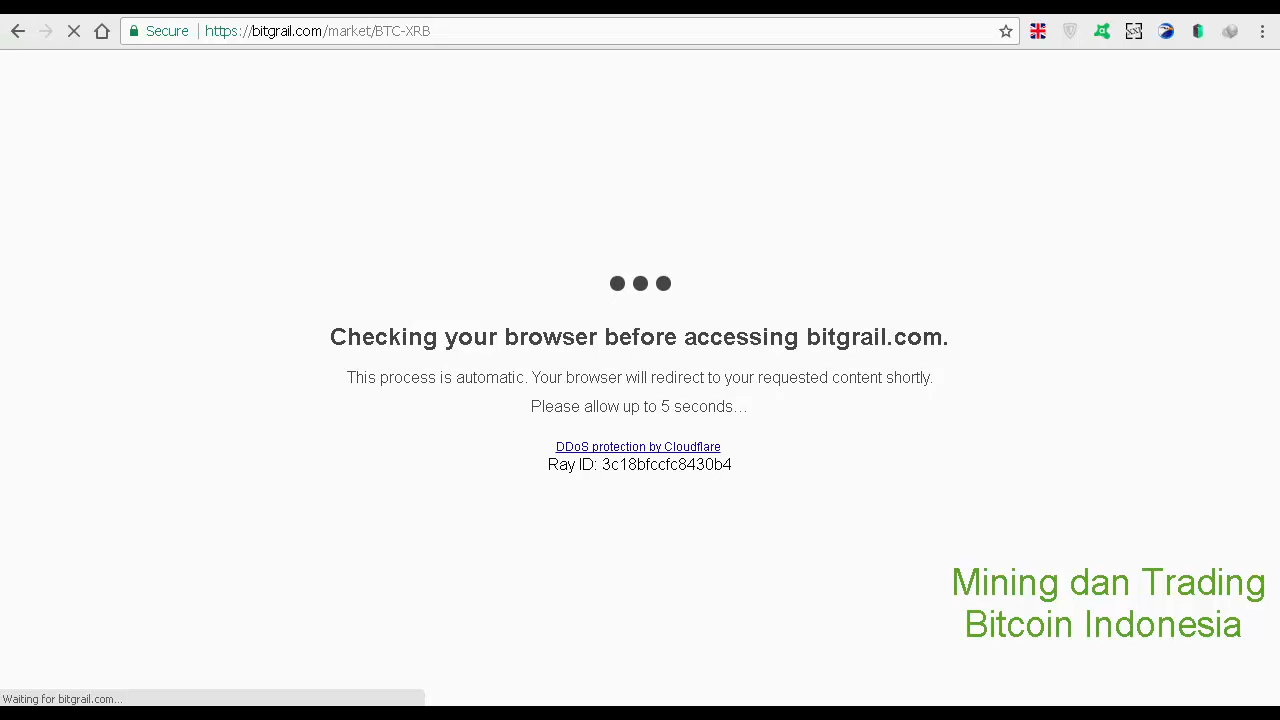 Secure https://bitgrail.com/market/BTC-XRB
Checking your browser before accessing bitgrail.com.
This process is automatic. Your browser will redirect to your requested content shortly.
Please allow up to 5 seconds...
DDoS protection by Cloudflare
Ray ID: 3c18bfccfc8430b4
Mining dan Trading
Bitcoin Indonesia
Waiting for bitgrail.com...